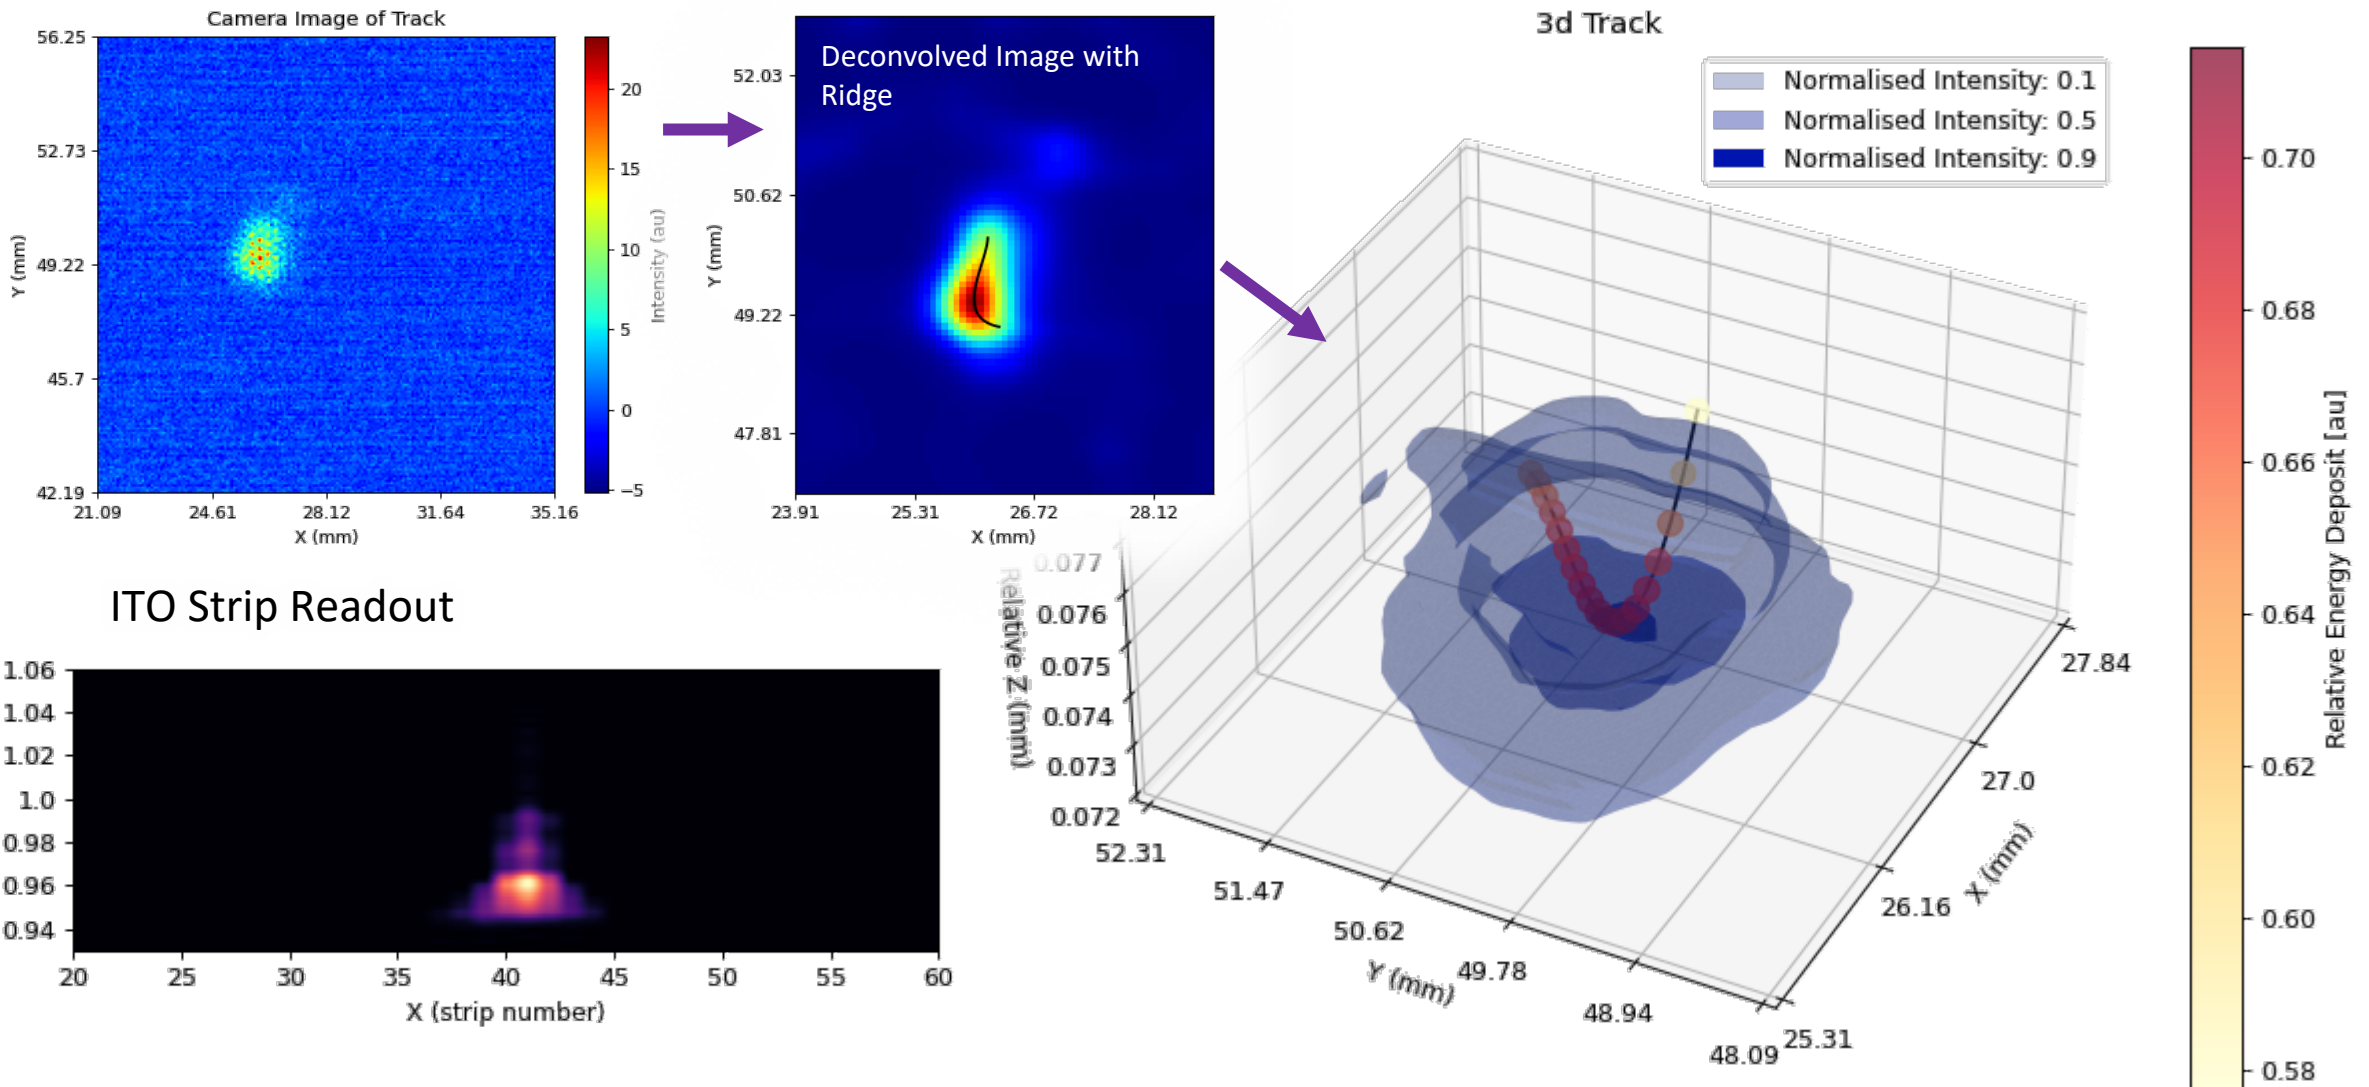 Camera Image of Track
56.25
52.73
49.22
45.7
42.19
21.09 24.61 28.12 31.64 35.16
X (mm)
Y (mm)
20
15
10
5
0
−5
Intensity (au)
Deconvolved Image with
Ridge
52.03
50.62
49.22
47.81
23.91 25.31 26.72 28.12
X (mm)
Y (mm)
3d Track
Normalised Intensity: 0.1
Normalised Intensity: 0.5
Normalised Intensity: 0.9
0.077
0.076
0.075
0.074
0.073
0.072
Relative Z (mm)
52.31
51.47
50.62
49.78
48.94
48.09
Y (mm)
25.31
26.16
27.0
27.84
X (mm)
0.70
0.68
0.66
0.64
0.62
0.60
0.58
Relative Energy Deposit [au]
ITO Strip Readout
1.06
1.04
1.02
1.0
0.98
0.96
0.94
20 25 30 35 40 45 50 55 60
X (strip number)